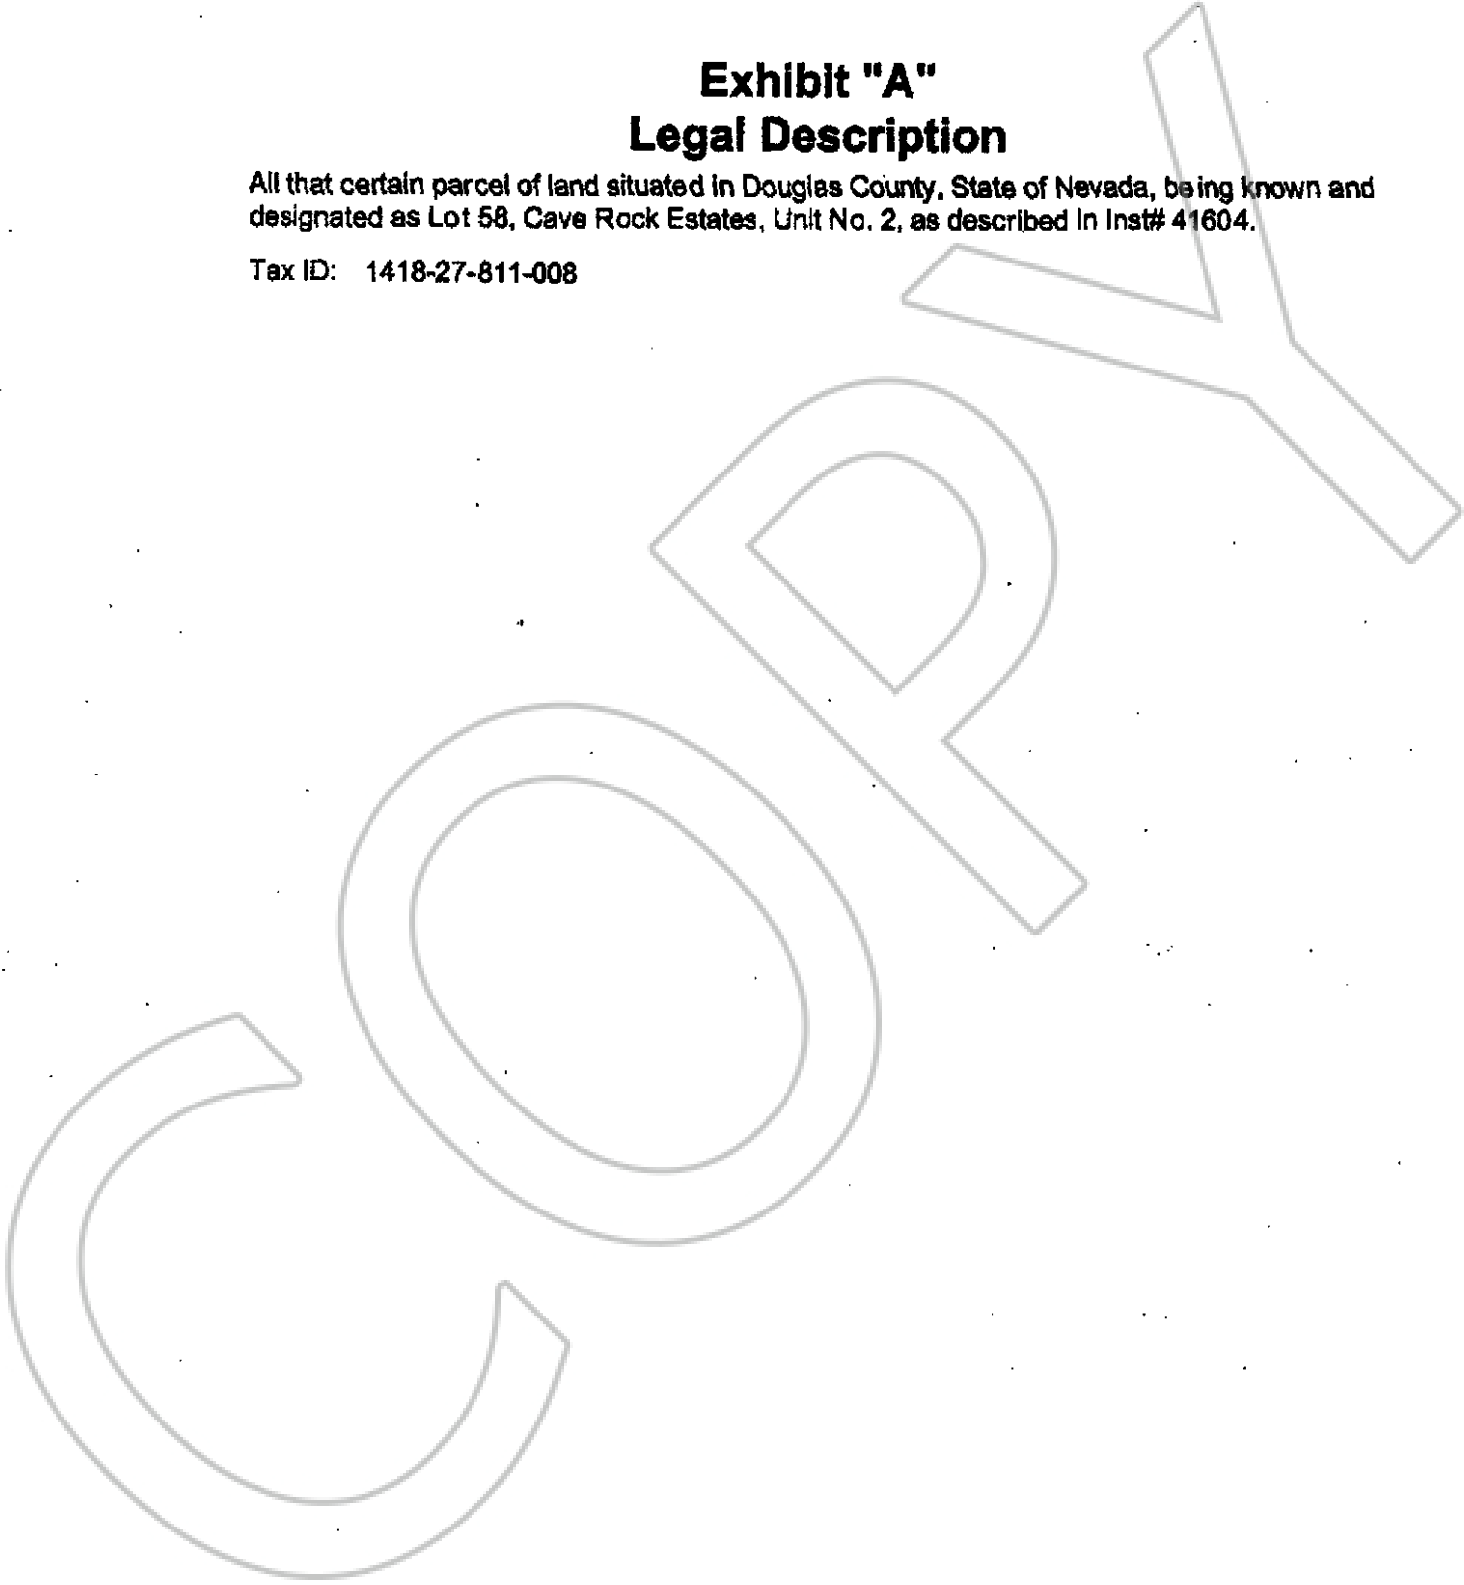 Exhibit "A"
Legal Description
All that certain parcel of land situated in Douglas County, State of Nevada, being known and
designated as Lot 58, Cave Rock Estates, Unit No. 2, as described in Inst# 41604.
Tax ID: 1418-27-811-008
COPY